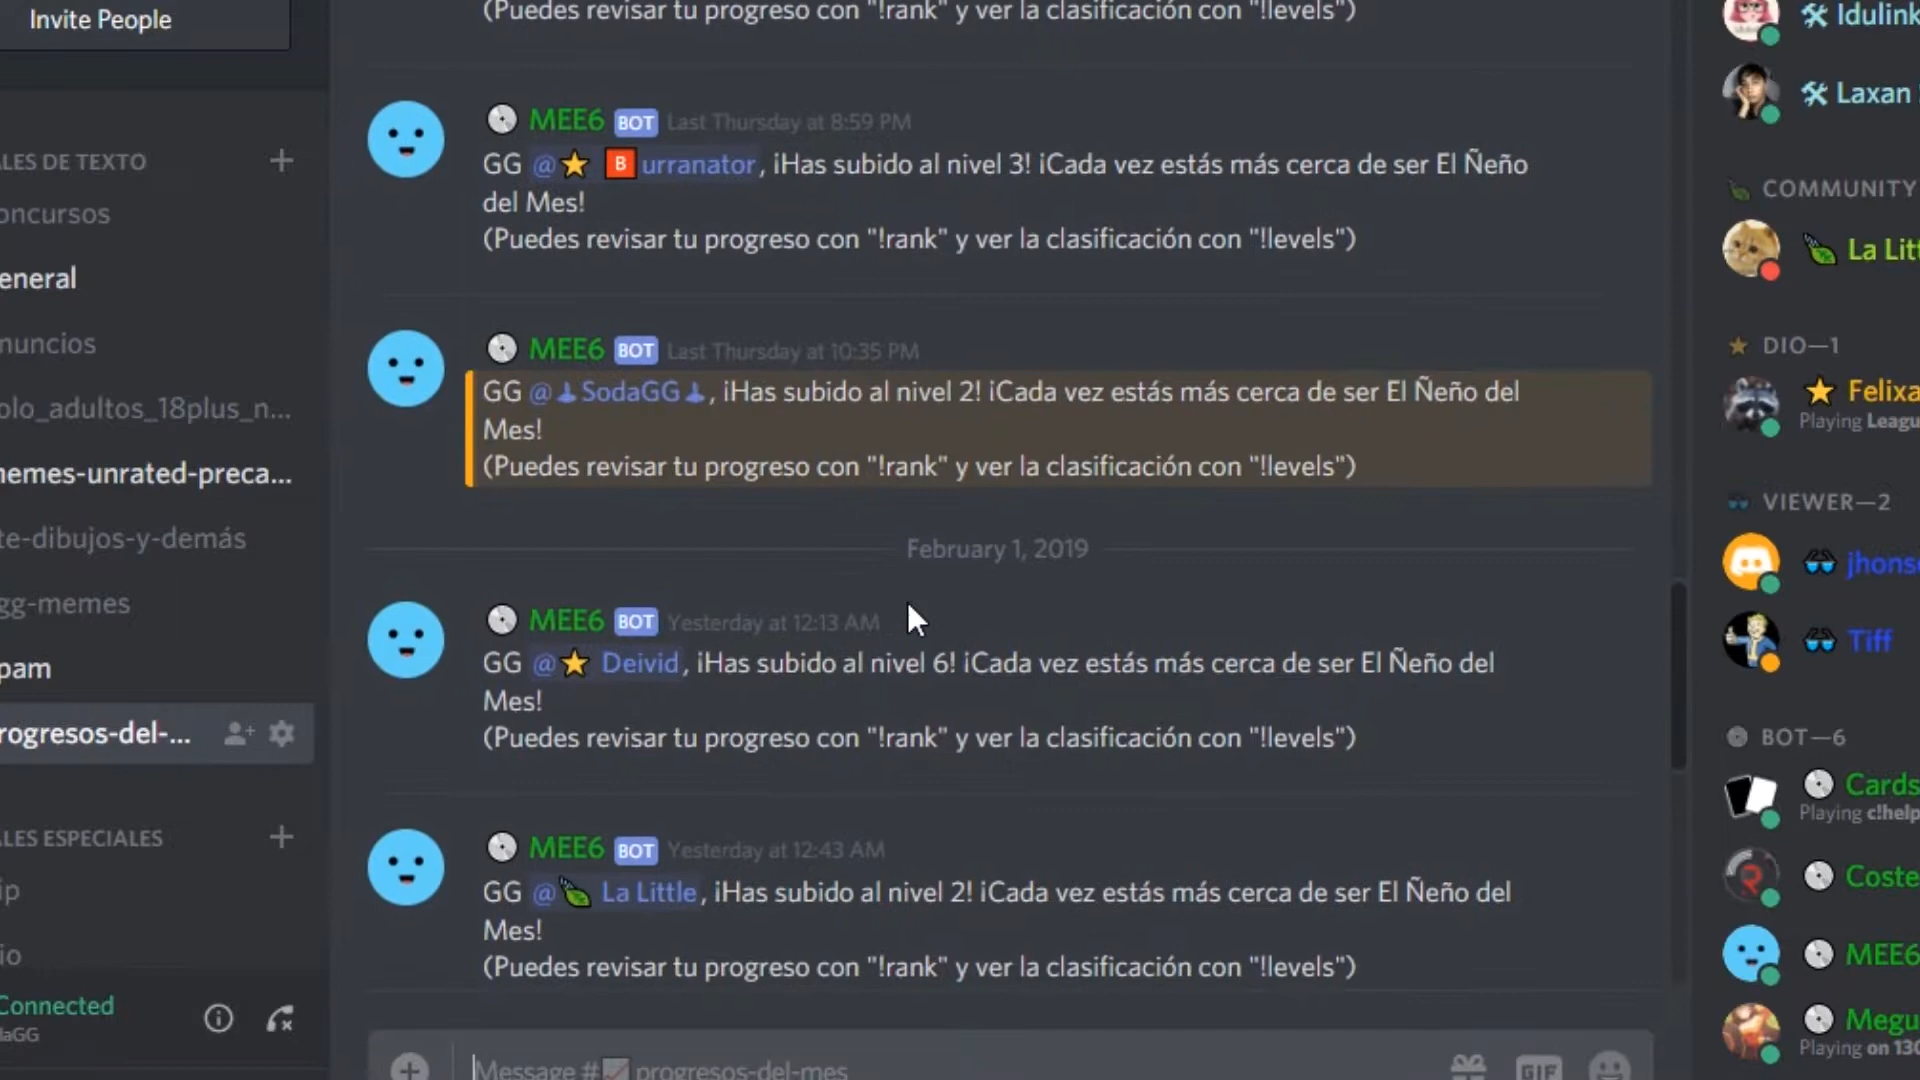 Invite People
ALES DE TEXTO
oncursos
eneral
nuncios
olo_adultos_18plus_n...
nemes-unrated-preca...
te-dibujos-y-demás
gg-memes
pam
rogresos-del-...
LES ESPECIALES
ip
io
Connected
daGG
(Puedes revisar tu progreso con "!rank" y ver la clasificación con "!levels")
MEE6 BOT Last Thursday at 8:59 PM
GG @⭐ 🅱urranator, ¡Has subido al nivel 3! ¡Cada vez estás más cerca de ser El Ñeño
del Mes!
(Puedes revisar tu progreso con "!rank" y ver la clasificación con "!levels")
MEE6 BOT Last Thursday at 10:35 PM
GG @SodaGG, ¡Has subido al nivel 2! ¡Cada vez estás más cerca de ser El Ñeño del
Mes!
(Puedes revisar tu progreso con "!rank" y ver la clasificación con "!levels")
February 1, 2019
MEE6 BOT Yesterday at 12:13 AM
GG @⭐ Deivid, ¡Has subido al nivel 6! ¡Cada vez estás más cerca de ser El Ñeño del
Mes!
(Puedes revisar tu progreso con "!rank" y ver la clasificación con "!levels")
MEE6 BOT Yesterday at 12:43 AM
GG @ La Little, ¡Has subido al nivel 2! ¡Cada vez estás más cerca de ser El Ñeño del
Mes!
(Puedes revisar tu progreso con "!rank" y ver la clasificación con "!levels")
Message #progresos-del-mes
GIF
Idulink
Laxan
COMMUNITY
La Litt
DIO—1
Felixa
Playing Leagu
VIEWER—2
jhons
Tiff
BOT—6
Cards
Playing c!help
Coste
MEE6
Megu
Playing on 130